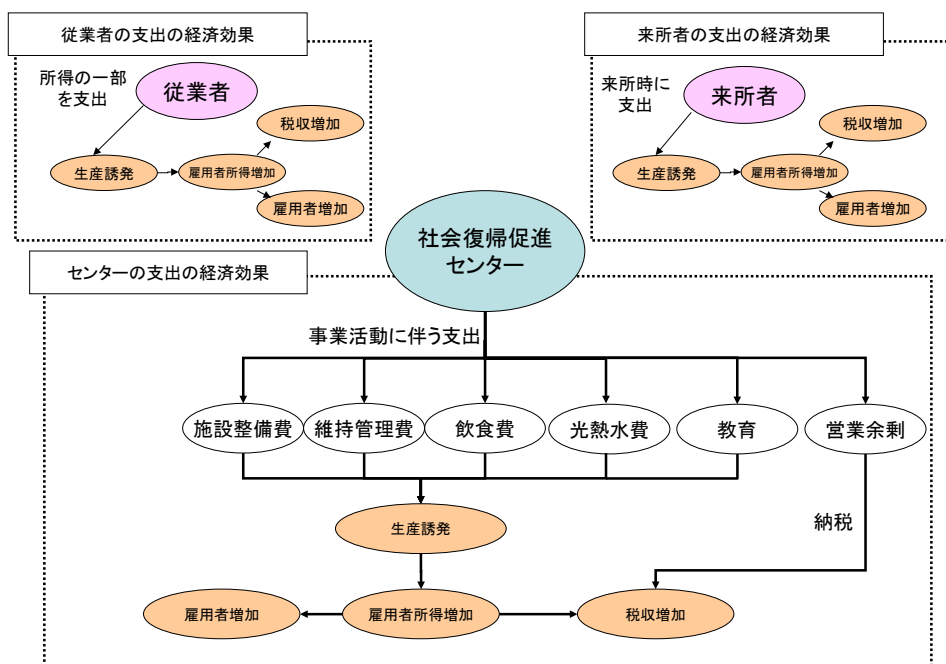 従業者の支出の経済効果
所得の一部
を支出
従業者
税収増加
生産誘発
雇用者所得増加
雇用者増加
来所者の支出の経済効果
来所時に
支出
来所者
税収増加
生産誘発
雇用者所得増加
雇用者増加
社会復帰促進
センター
センターの支出の経済効果
事業活動に伴う支出
施設整備費
維持管理費
飲食費
光熱水費
教育
営業余剰
生産誘発
納税
雇用者増加
雇用者所得増加
税収増加